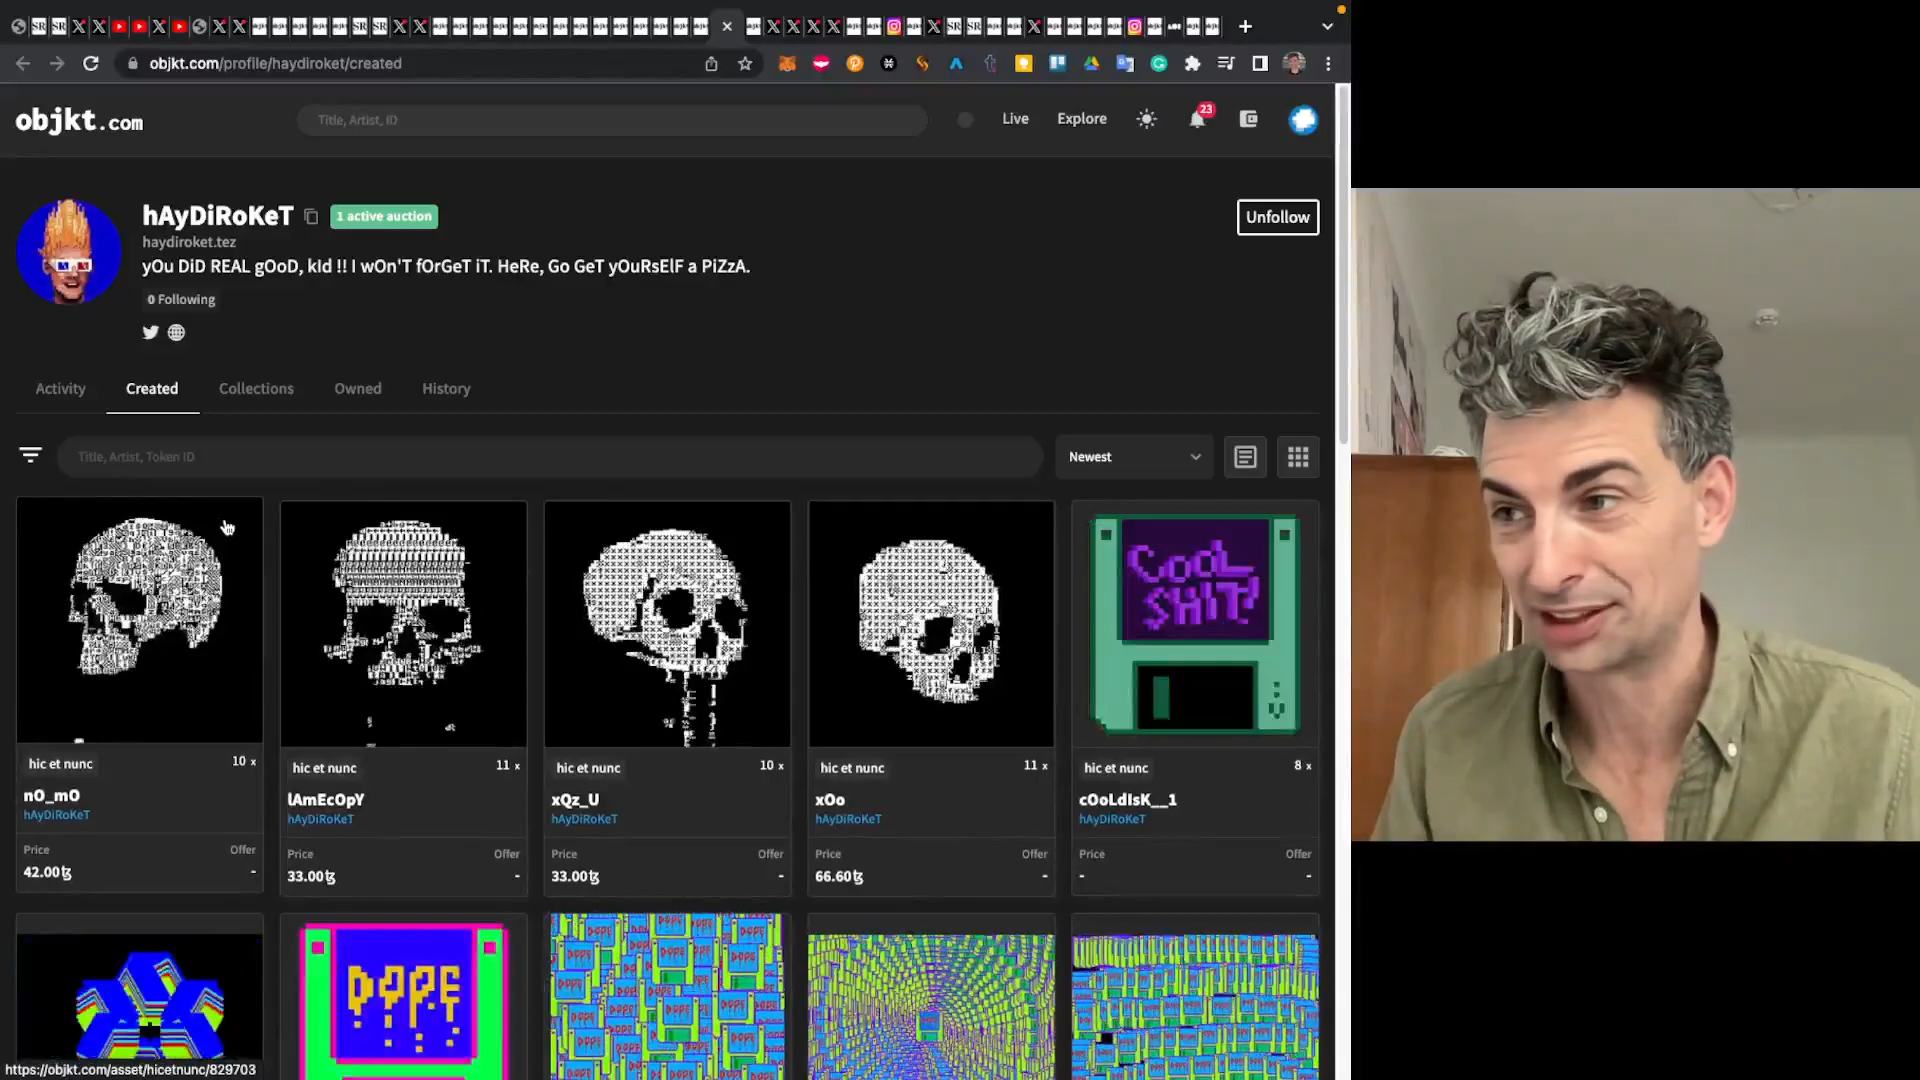 objkt.com/profile/haydiroket/created
objkt.com
Title, Artist, ID
Live
Explore
23
hAyDiRoKeT
1 active auction
Unfollow
haydiroket.tez
yOu DiD REAL gOoD, kId !! I wOn'T fOrGeT iT. HeRe, Go GeT yOuRsElF a PiZzA.
0 Following
Activity
Created
Collections
Owned
History
Title, Artist, Token ID
Newest
COOL
SHIT!
hic et nunc
10 x
nO_mO
hAyDiRoKeT
Price
Offer
42.00ꜩ
-
hic et nunc
11 x
lAmEcOpY
hAyDiRoKeT
Price
Offer
33.00ꜩ
-
hic et nunc
10 x
xQz_U
hAyDiRoKeT
Price
Offer
33.00ꜩ
-
hic et nunc
11 x
xOo
hAyDiRoKeT
Price
Offer
66.60ꜩ
-
hic et nunc
8 x
cOoLdIsK__1
hAyDiRoKeT
Price
Offer
-
-
DOPE
https://objkt.com/asset/hicetnunc/829703